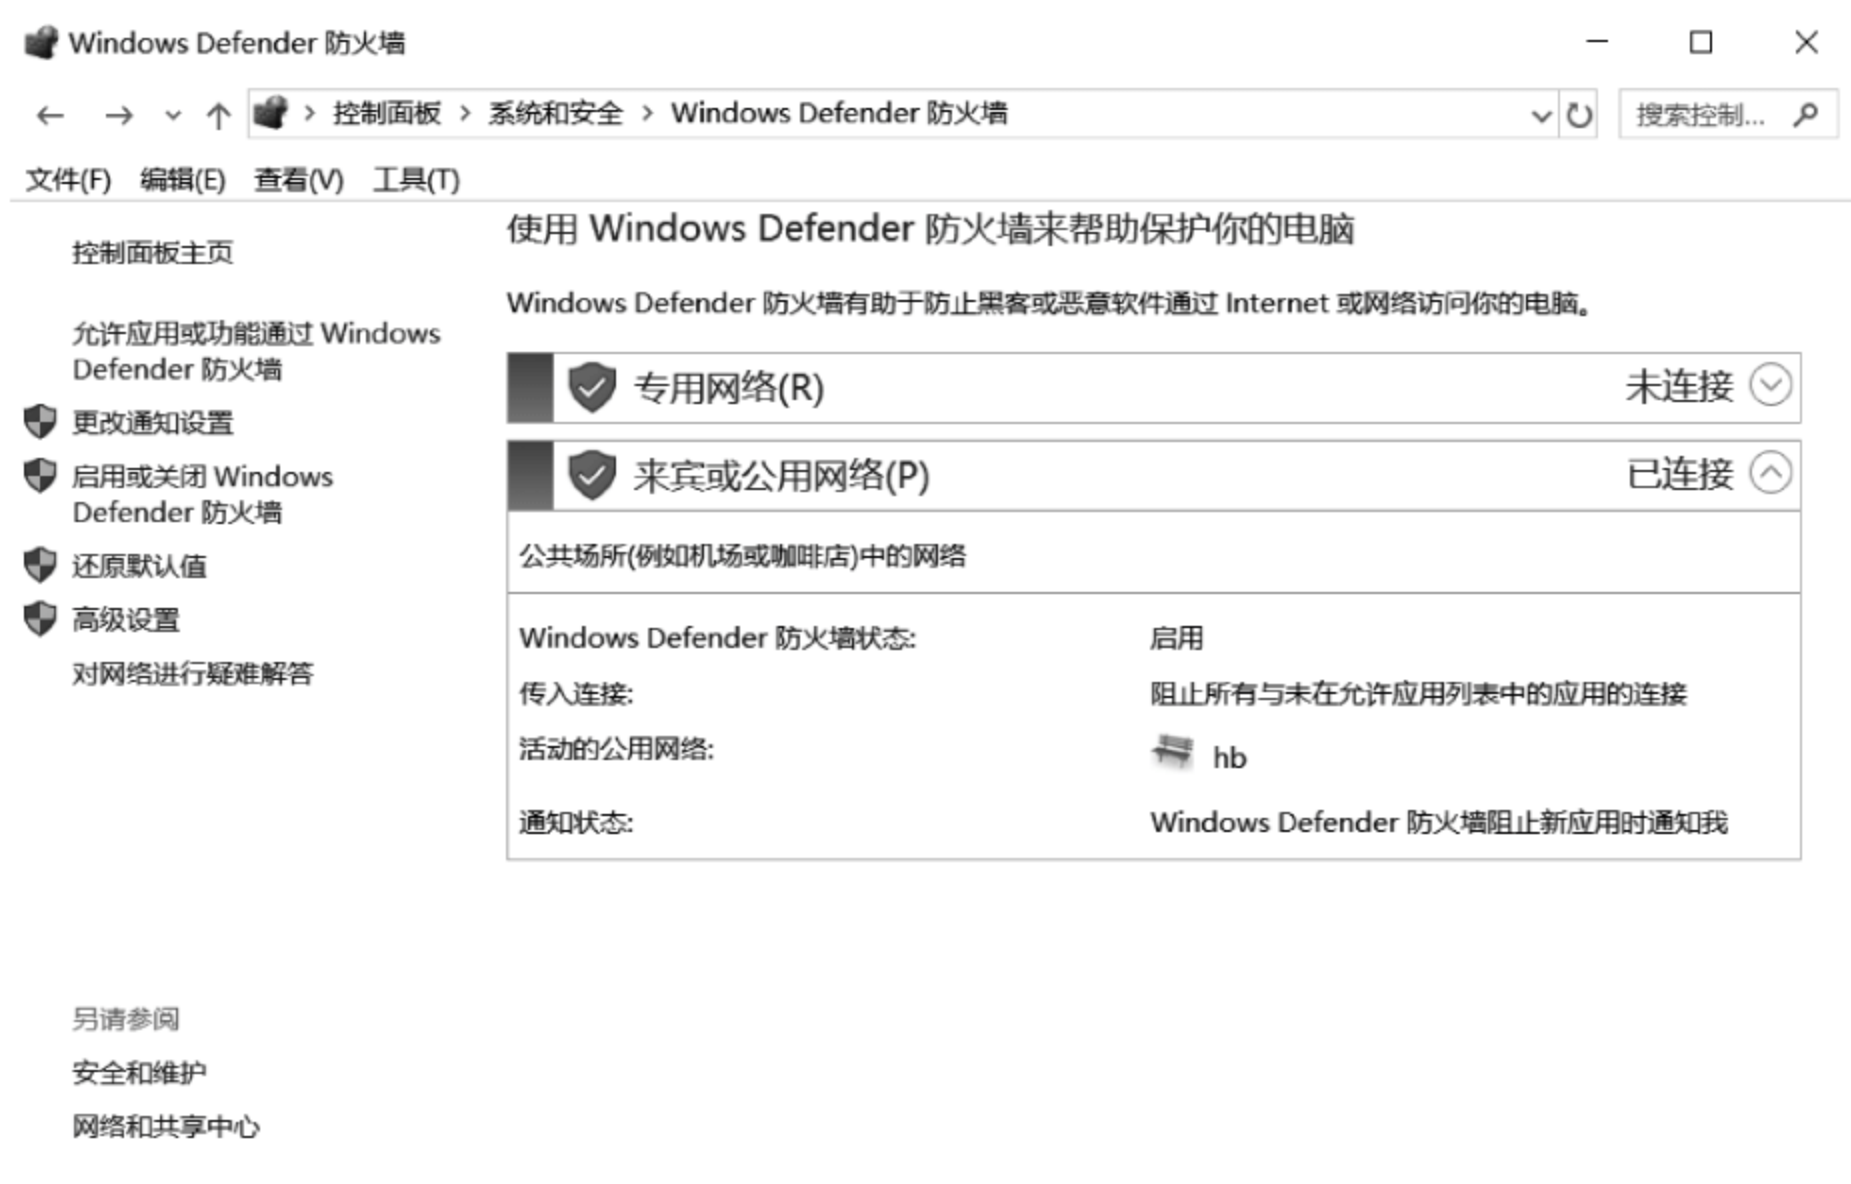 Windows Defender 防火墙
控制面板 > 系统和安全 > Windows Defender 防火墙
搜索控制...
文件(F) 编辑(E) 查看(V) 工具(T)
控制面板主页
允许应用或功能通过 Windows
Defender 防火墙
更改通知设置
启用或关闭 Windows
Defender 防火墙
还原默认值
高级设置
对网络进行疑难解答
另请参阅
安全和维护
网络和共享中心
使用 Windows Defender 防火墙来帮助保护你的电脑
Windows Defender 防火墙有助于防止黑客或恶意软件通过 Internet 或网络访问你的电脑。
专用网络(R) 未连接
来宾或公用网络(P) 已连接
公共场所(例如机场或咖啡店)中的网络
Windows Defender 防火墙状态: 启用
传入连接: 阻止所有与未在允许应用列表中的应用的连接
活动的公用网络: hb
通知状态: Windows Defender 防火墙阻止新应用时通知我